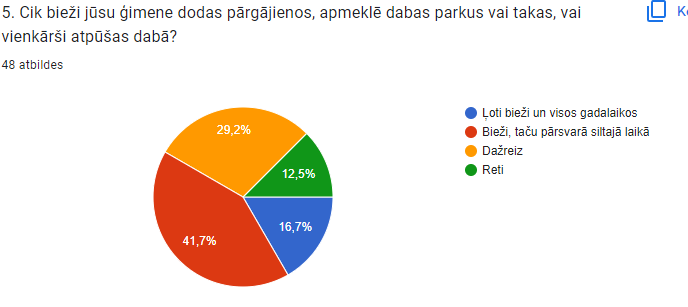 5. Cik bieži jūsu ģimene dodas pārgājienos, apmeklē dabas parkus vai takas, vai
vienkārši atpūšas dabā?
48 atbildes
29,2%
12,5%
16,7%
41,7%
Ļoti bieži un visos gadalaikos
Bieži, taču pārsvarā siltajā laikā
Dažreiz
Reti